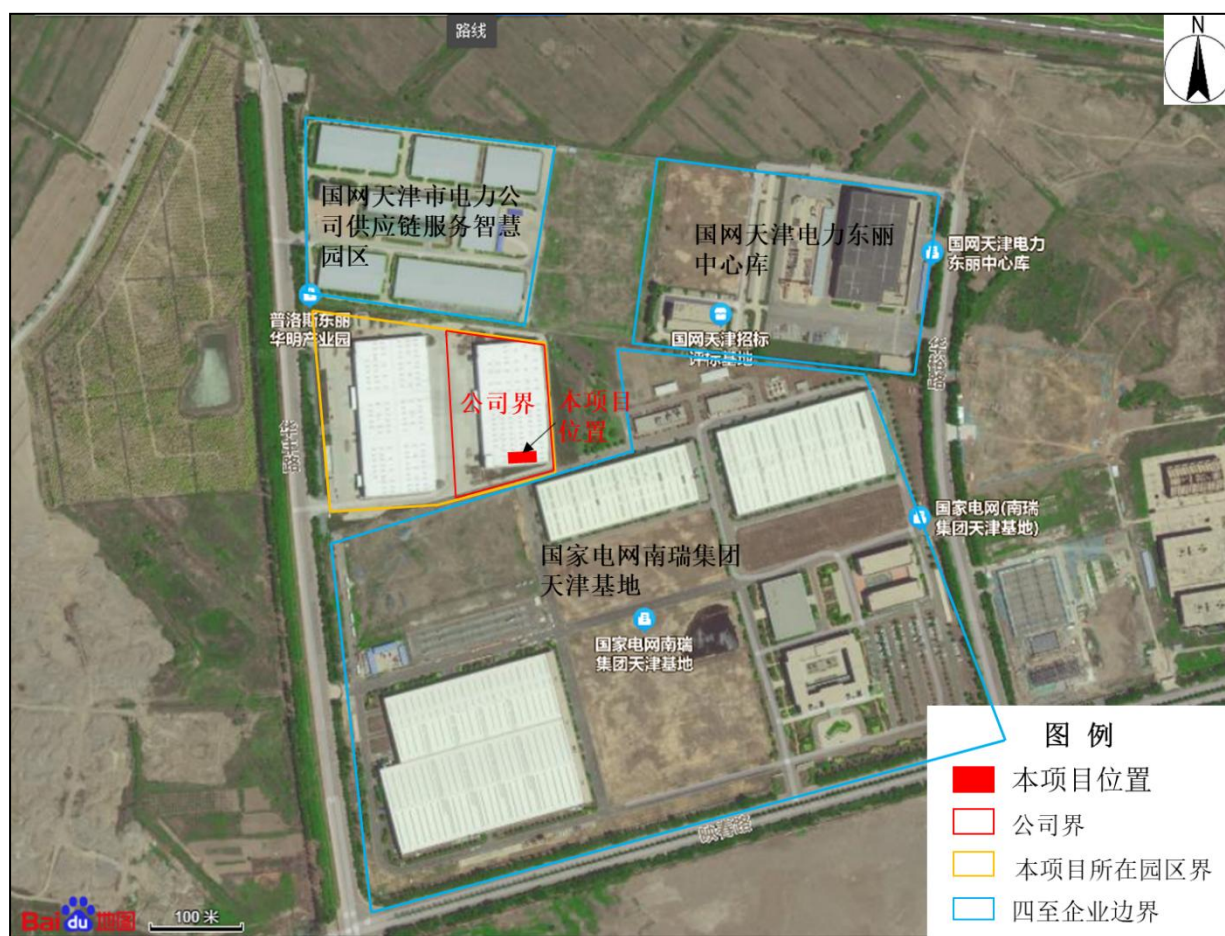 路线
N
国网天津市电力公
司供应链服务智慧
园区
国网天津电力东丽
中心库
国网天津电力
东丽中心库
普洛斯东丽
华明产业园
国网天津招标
评标基地
公司界
本项目
位置
国家电网(南瑞
集团天津基地)
国家电网南瑞集团
天津基地
国家电网南瑞
集团天津基地
图 例
本项目位置
公司界
本项目所在园区界
四至企业边界
Bai du 地图
100 米